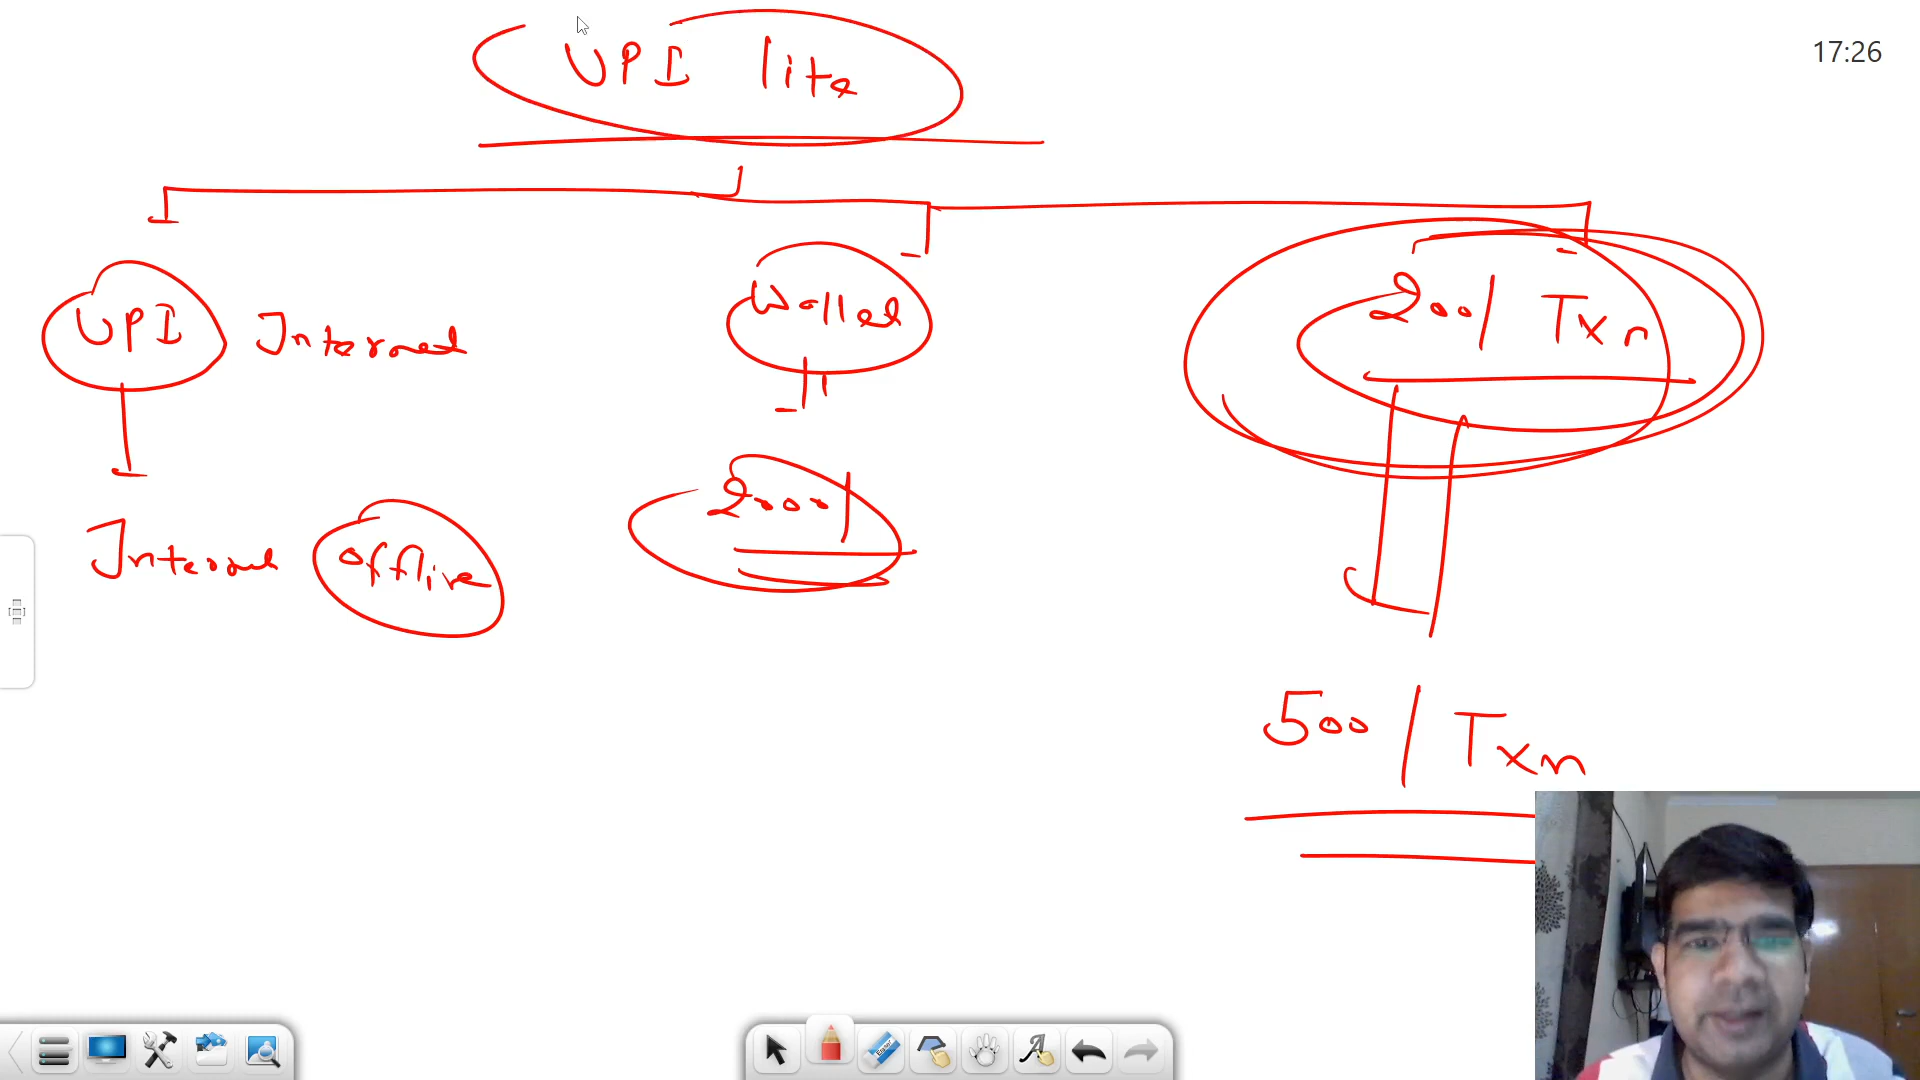 17:26
UPI lite
UPI Internet
Wallet
200/ Txn
2000/
Internet offline
500/ Txn